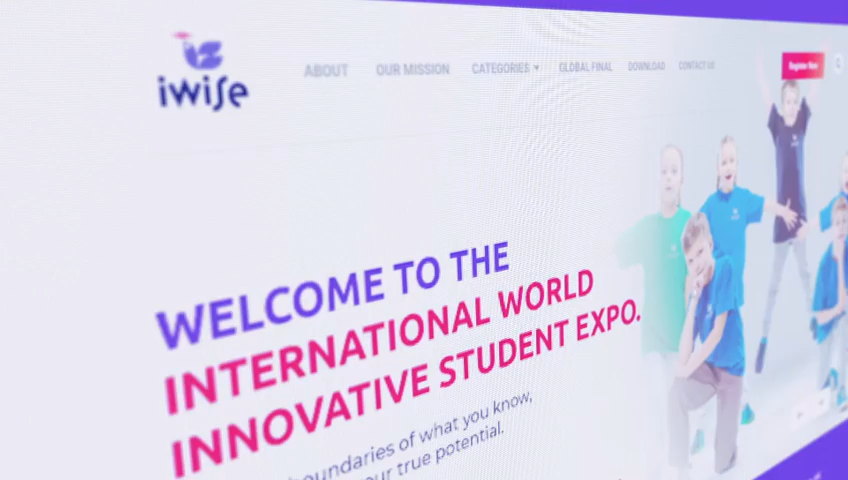 iWISe
ABOUT
OUR MISSION
CATEGORIES
GLOBAL FINAL
DOWNLOAD
CONTACT US
Register Now
WELCOME TO THE
INTERNATIONAL WORLD
INNOVATIVE STUDENT EXPO.
boundaries of what you know,
your true potential.